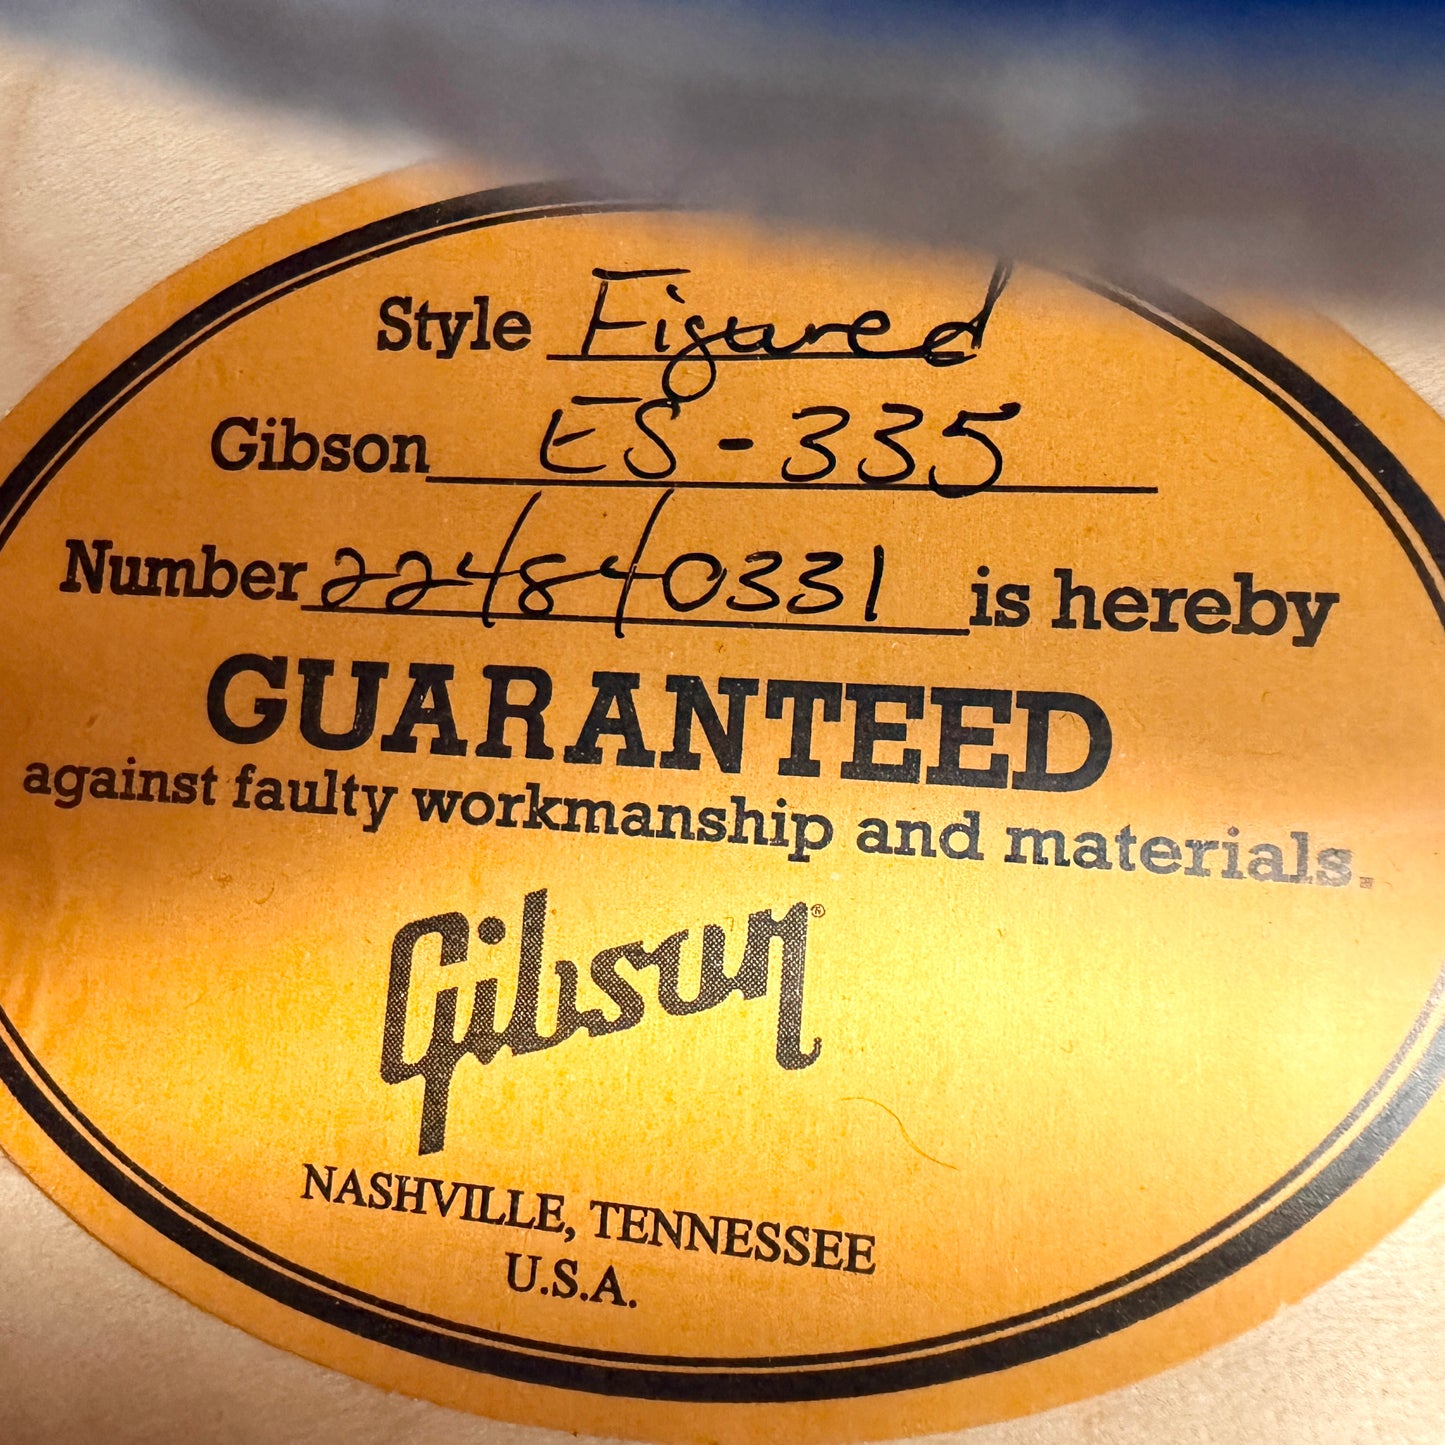 Style Figured
Gibson ES-335
Number 224840331 is hereby
GUARANTEED
against faulty workmanship and materials.
Gibson®
NASHVILLE, TENNESSEE
U.S.A.